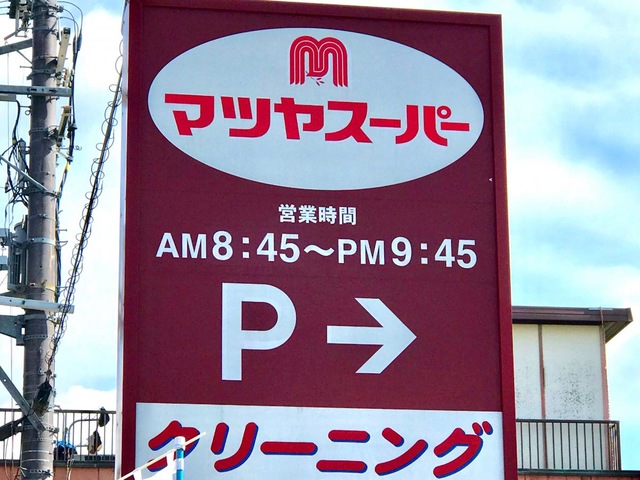 マツヤスーパー
営業時間
AM8:45～PM9:45
P→
クリーニング